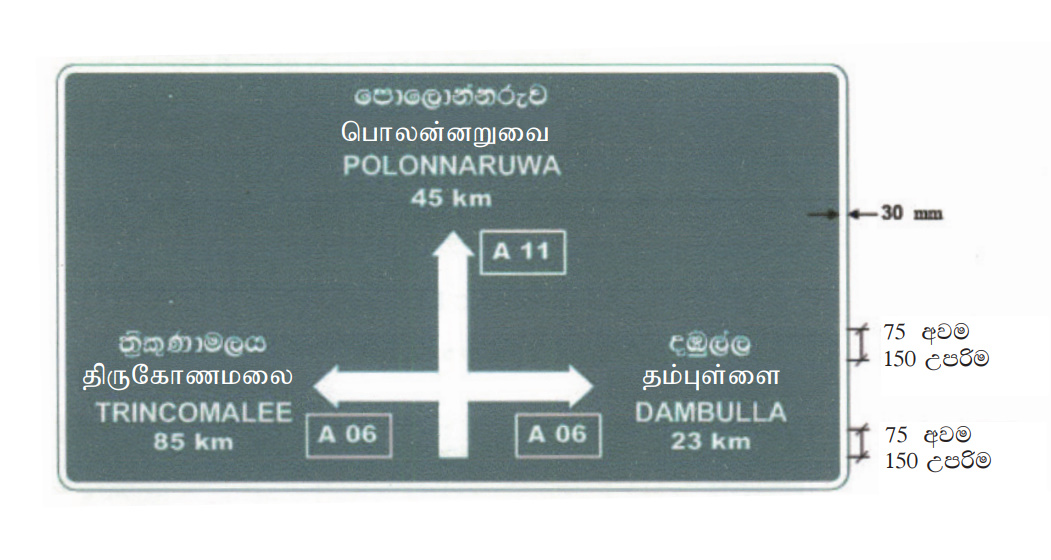 පොලොන්නරුව
பொலன்னறுவை
POLONNARUWA
45 km
A 11
30 mm
ත්‍රිකුණාමලය
திருகோணமலை
TRINCOMALEE
85 km
A 06
A 06
දඹුල්ල
தம்புள்ளை
DAMBULLA
23 km
75 අවම
150 උපරිම
75 අවම
150 උපරිම